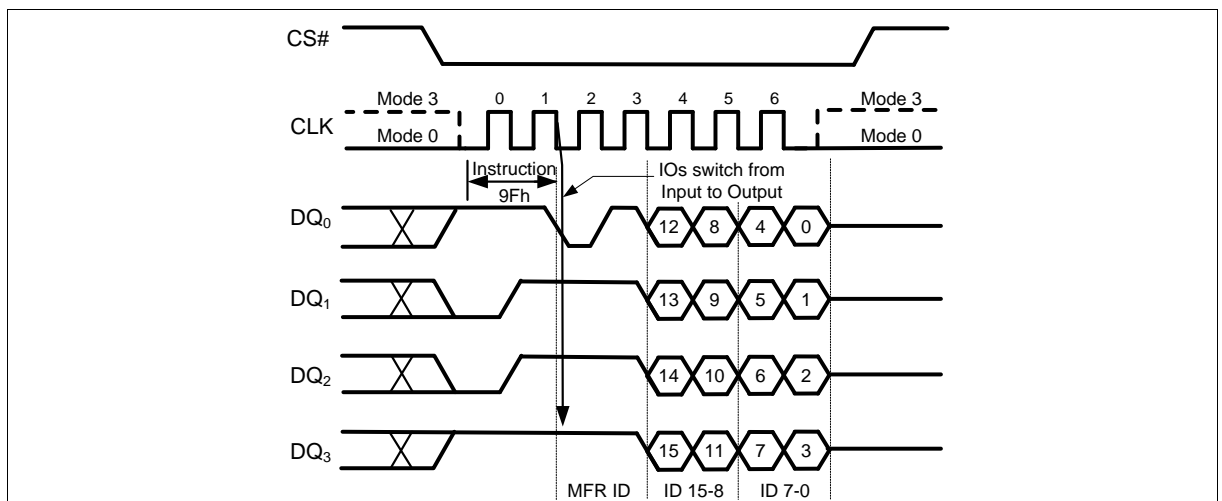 CS#
Mode 3 0 1 2 3 4 5 6 Mode 3
CLK
Mode 0 Mode 0
Instruction IOs switch from
9Fh Input to Output
DQ0 12 8 4 0
DQ1 13 9 5 1
DQ2 14 10 6 2
DQ3 15 11 7 3
MFR ID ID 15-8 ID 7-0